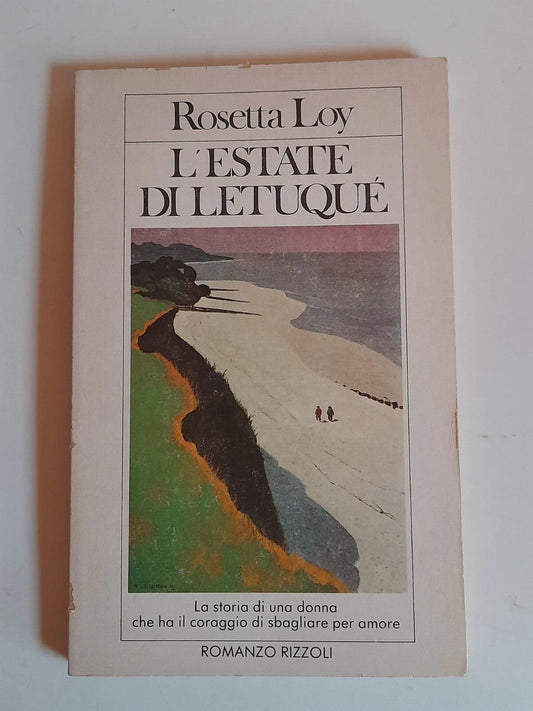 Rosetta Loy
L'ESTATE
DI LETUQUÉ
La storia di una donna
che ha il coraggio di sbagliare per amore
ROMANZO RIZZOLI